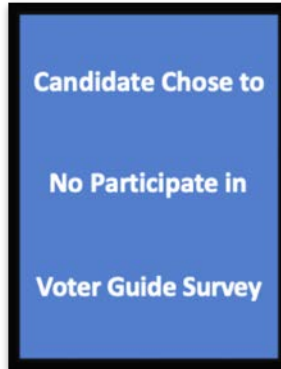 Candidate Chose to
No Participate in
Voter Guide Survey